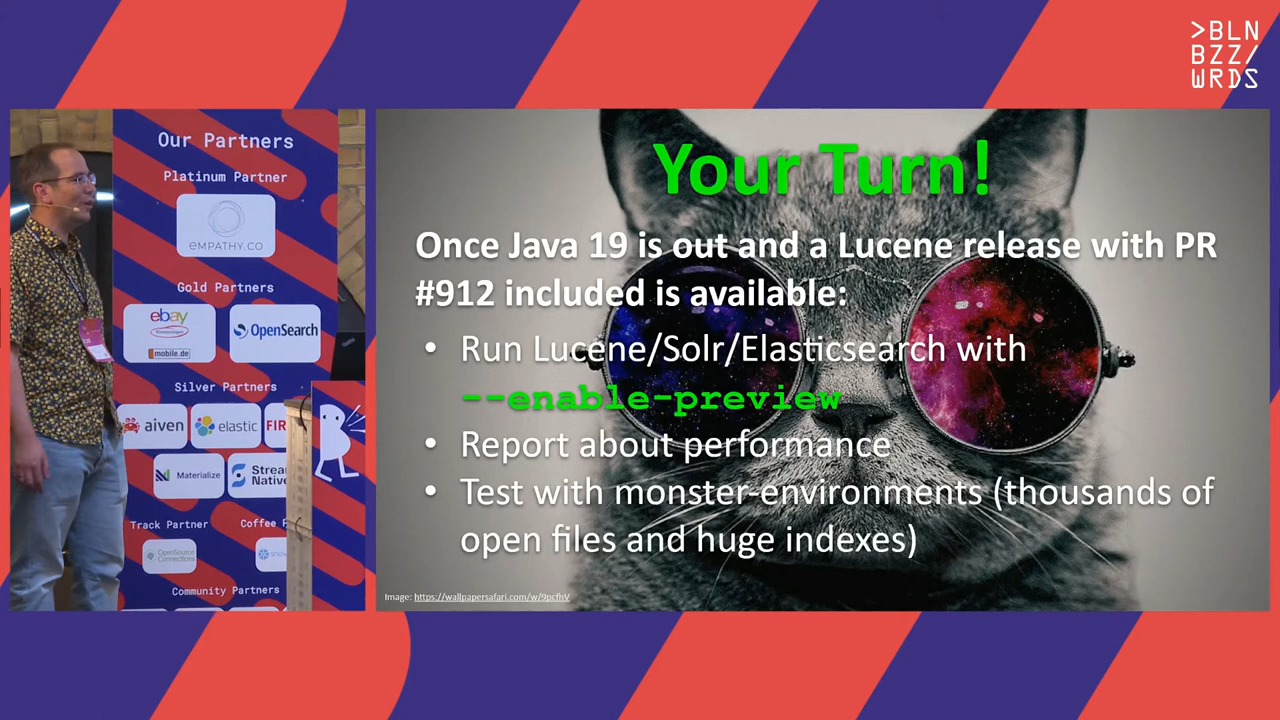 >BLN
BZZ/
WRDS
Our Partners
Platinum Partner
empathy.co
Gold Partners
ebay
mobile.de
OpenSearch
Silver Partners
aiven
elastic
FIR
Materialize
Strea
Native
Track Partner
Coffee P
OpenSource
Connections
Community Partners
Your Turn!
Once Java 19 is out and a Lucene release with PR
#912 included is available:
• Run Lucene/Solr/Elasticsearch with
--enable-preview
• Report about performance
• Test with monster-environments (thousands of
open files and huge indexes)
Image: https://wallpapersafari.com/w/9pcfhV